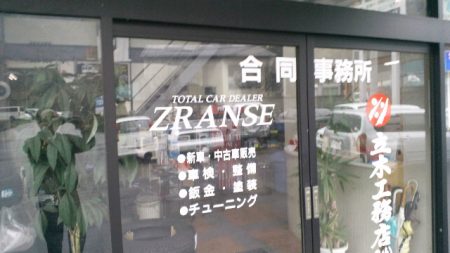 合同事務所
TOTAL CAR DEALER
ZRANSE
●新車・中古車販売
●車検・整備
●鈑金・塗装
●チューニング
立木工務店